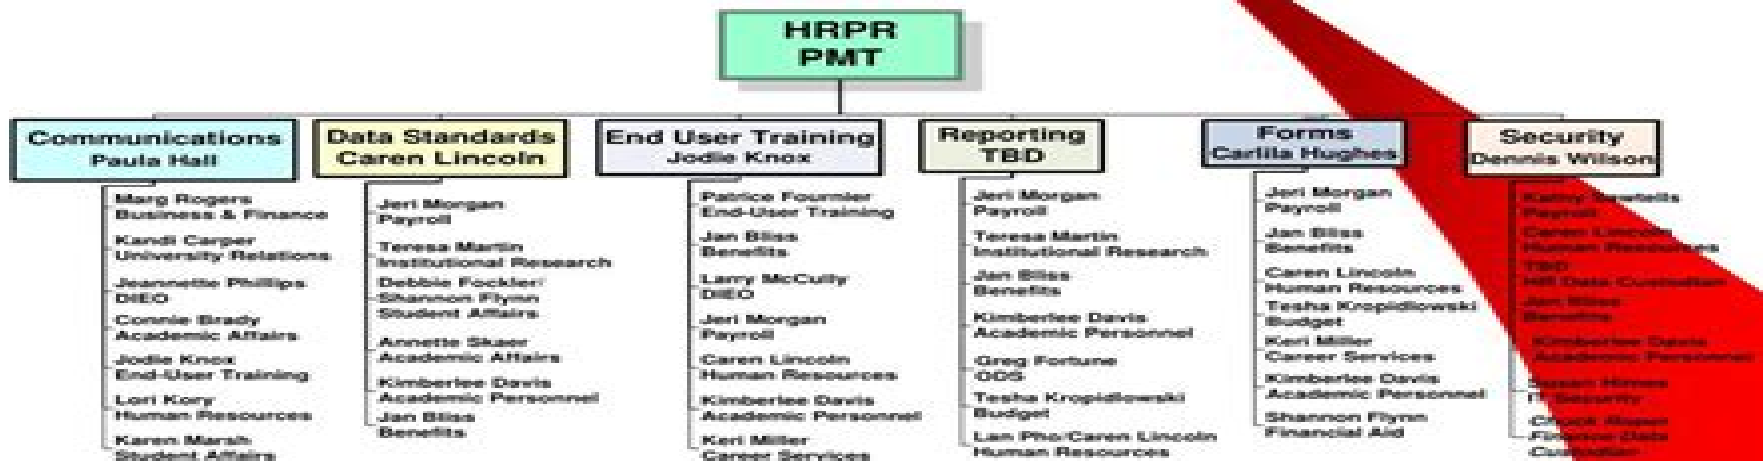 HRPR
PMT
Communications
Paula Hall
Marg Rogers
Business & Finance
Kandi Carper
University Relations
Jeannette Phillips
DIEO
Connie Brady
Academic Affairs
Jodie Knox
End-User Training
Lori Kory
Human Resources
Karen Marsh
Student Affairs
Data Standards
Caren Lincoln
Jeri Morgan
Payroll
Teresa Martin
Institutional Research
Debbie Fockler/
Shannon Flynn
Student Affairs
Annette Skaer
Academic Affairs
Kimberlee Davis
Academic Personnel
Jan Bliss
Benefits
End User Training
Jodie Knox
Patrice Fournier
End-User Training
Jan Bliss
Benefits
Larry McCully
DIEO
Jeri Morgan
Payroll
Caren Lincoln
Human Resources
Kimberlee Davis
Academic Personnel
Keri Miller
Career Services
Reporting
TBD
Jeri Morgan
Payroll
Teresa Martin
Institutional Research
Jan Bliss
Benefits
Kimberlee Davis
Academic Personnel
Greg Fortune
Tesha Kropidlowski
Budget
Lan Pho/Caren Lincoln
Human Resources
Forms
Carlila Hughes
Jeri Morgan
Payroll
Jan Bliss
Benefits
Caren Lincoln
Human Resources
Tesha Kropidlowski
Budget
Keri Miller
Career Services
Kimberlee Davis
Academic Personnel
Shannon Flynn
Financial Aid
Security
Dennis Wilson
Kathy
Payroll
Caren Lincoln
Human Resources
TBD
HR Data Custodian
Jan Bliss
Benefits
Kimberlee Davis
Academic Personnel
Susan
IT Security
Chuck
Finance Data
Custodian